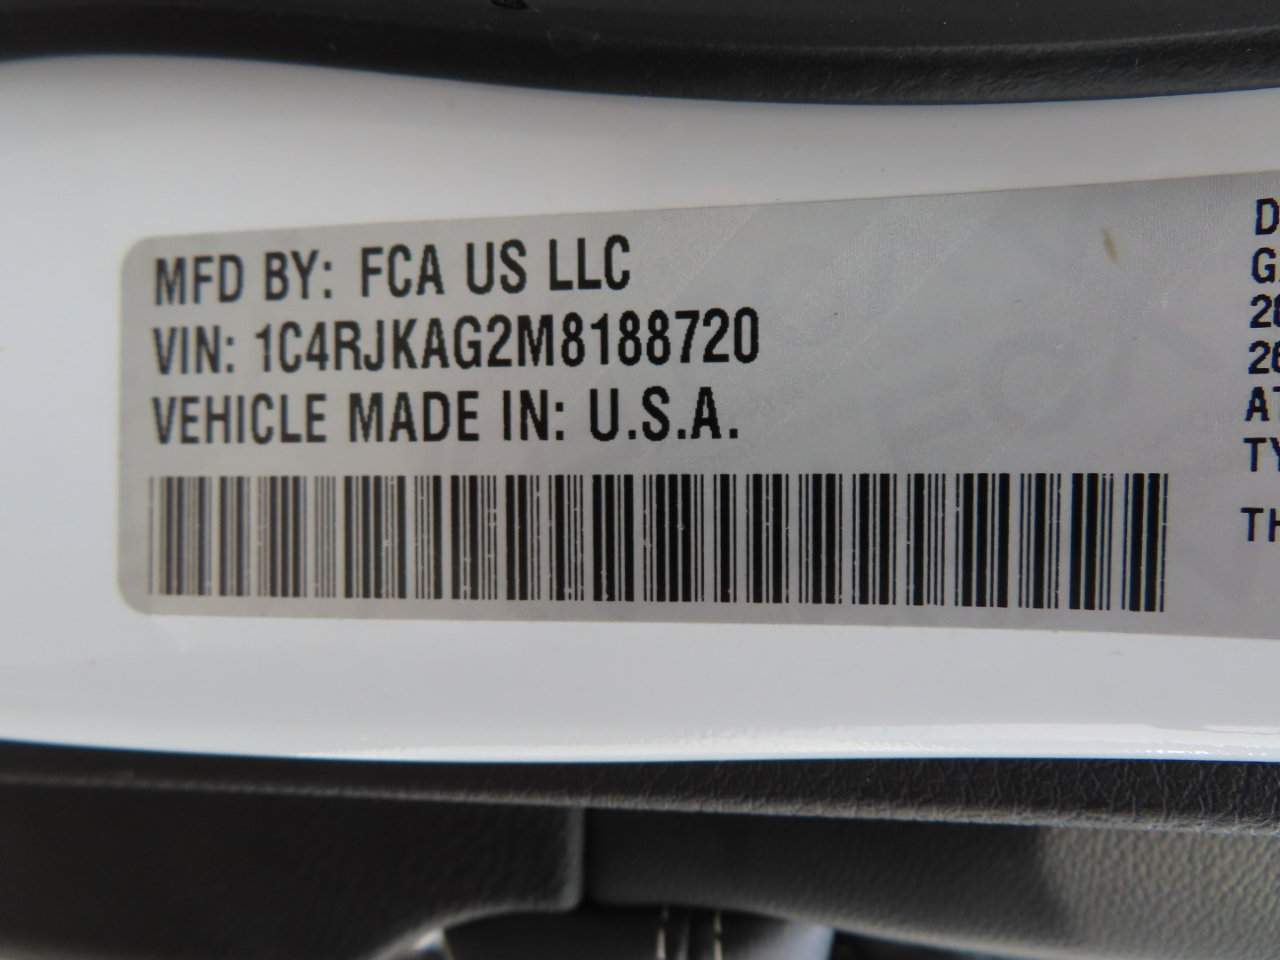 MFD BY: FCA US LLC
VIN: 1C4RJKAG2M8188720
VEHICLE MADE IN: U.S.A.